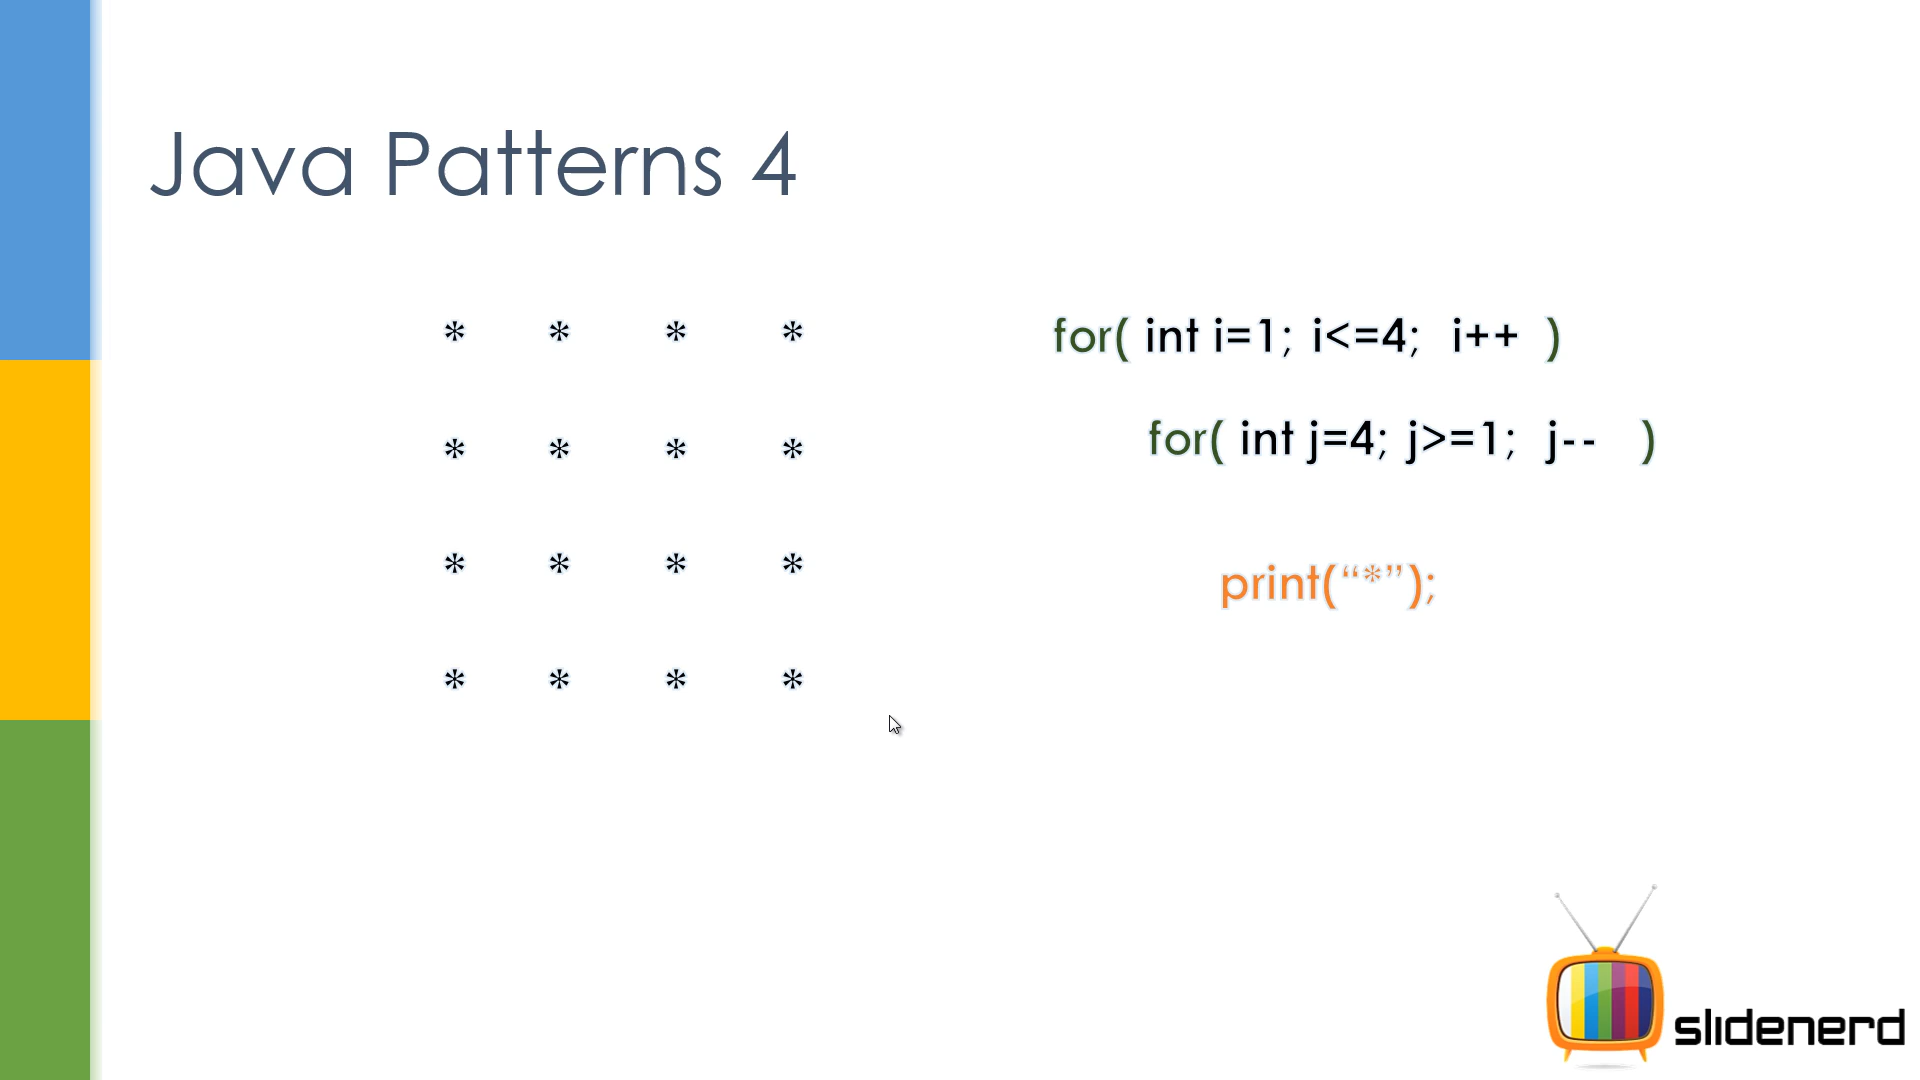 Java Patterns 4
* * * *
* * * *
* * * *
* * * *
for( int i=1; i<=4; i++ )
for( int j=4; j>=1; j-- )
print(“*”);
slidenerd